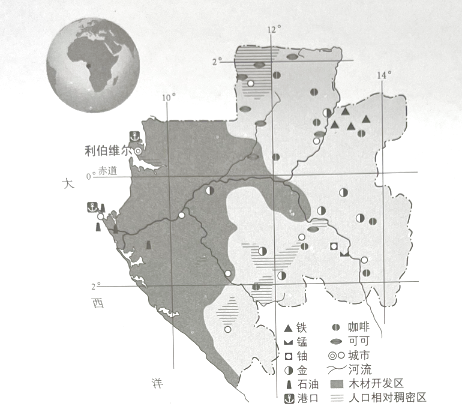 12°
2°
14°
10°
利伯维尔
大
0°
赤道
2°
西
洋
铁
咖啡
锰
可可
铀
城市
金
河流
石油
木材开发区
港口
人口相对稠密区